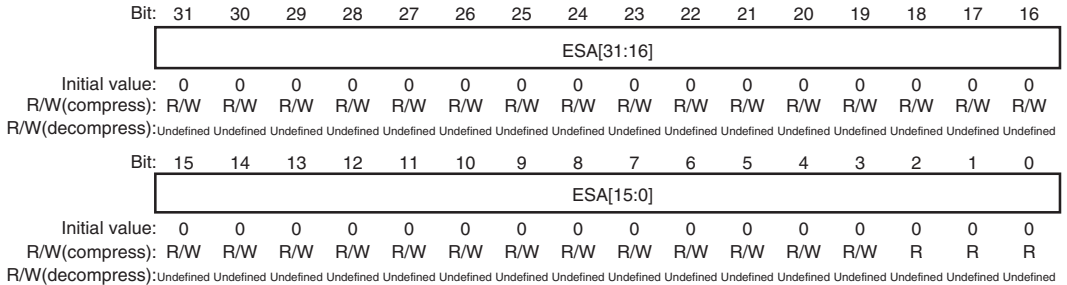 Bit: 31 30 29 28 27 26 25 24 23 22 21 20 19 18 17 16
ESA[31:16]
Initial value: 0 0 0 0 0 0 0 0 0 0 0 0 0 0 0 0
R/W(compress): R/W R/W R/W R/W R/W R/W R/W R/W R/W R/W R/W R/W R/W R/W R/W R/W
R/W(decompress): Undefined Undefined Undefined Undefined Undefined Undefined Undefined Undefined Undefined Undefined Undefined Undefined Undefined Undefined Undefined Undefined
Bit: 15 14 13 12 11 10 9 8 7 6 5 4 3 2 1 0
ESA[15:0]
Initial value: 0 0 0 0 0 0 0 0 0 0 0 0 0 0 0 0
R/W(compress): R/W R/W R/W R/W R/W R/W R/W R/W R/W R/W R/W R/W R/W R R R
R/W(decompress): Undefined Undefined Undefined Undefined Undefined Undefined Undefined Undefined Undefined Undefined Undefined Undefined Undefined Undefined Undefined Undefined